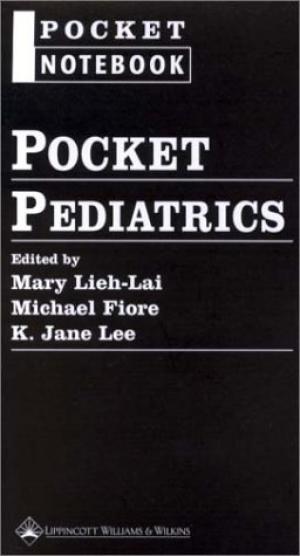 POCKET
NOTEBOOK
POCKET
PEDIATRICS
Edited by
Mary Lieh-Lai
Michael Fiore
K. Jane Lee
LIPPINCOTT WILLIAMS & WILKINS